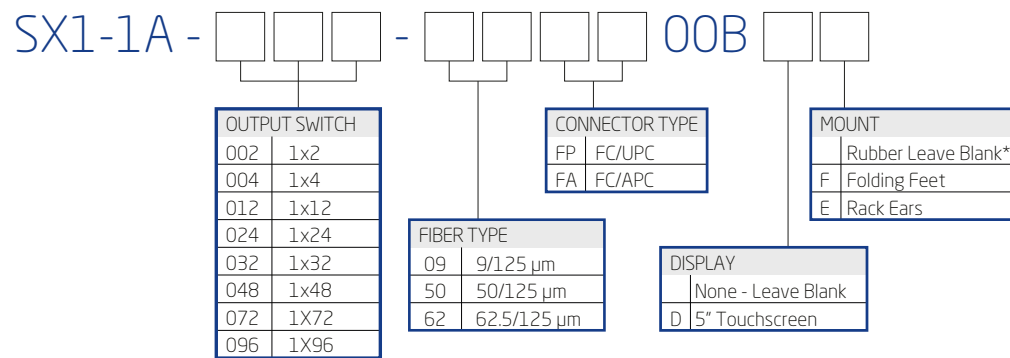 SX1-1A - - 00B
OUTPUT SWITCH
002 1x2
004 1x4
012 1x12
024 1x24
032 1x32
048 1x48
072 1X72
096 1X96
FIBER TYPE
09 9/125 µm
50 50/125 µm
62 62.5/125 µm
CONNECTOR TYPE
FP FC/UPC
FA FC/APC
DISPLAY
None - Leave Blank
D 5" Touchscreen
MOUNT
Rubber Leave Blank*
F Folding Feet
E Rack Ears